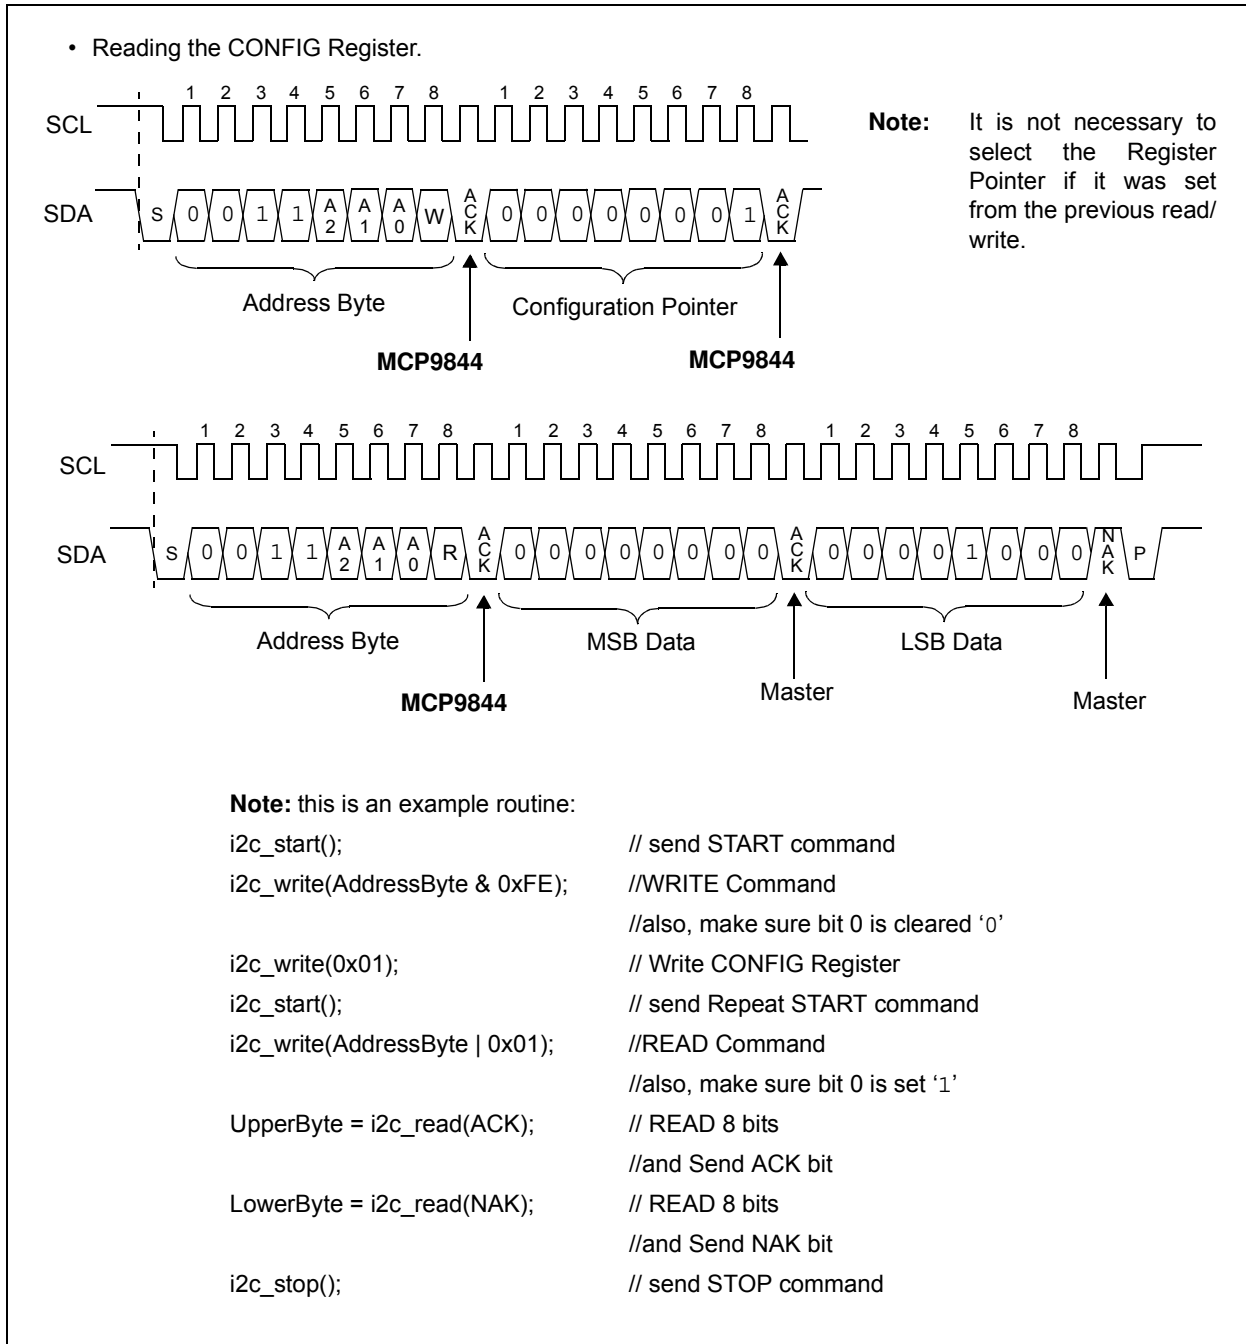 • Reading the CONFIG Register.
1 2 3 4 5 6 7 8 1 2 3 4 5 6 7 8
SCL
SDA S 0 0 1 1 A2 A1 A0 W ACK 0 0 0 0 0 0 0 1 ACK
Address Byte Configuration Pointer
MCP9844 MCP9844
Note: It is not necessary to
select the Register
Pointer if it was set
from the previous read/
write.
1 2 3 4 5 6 7 8 1 2 3 4 5 6 7 8 1 2 3 4 5 6 7 8
SCL
SDA S 0 0 1 1 A2 A1 A0 R ACK 0 0 0 0 0 0 0 0 ACK 0 0 0 0 1 0 0 0 NAK P
Address Byte MSB Data LSB Data
MCP9844 Master Master
Note: this is an example routine:
i2c_start(); // send START command
i2c_write(AddressByte & 0xFE); //WRITE Command
//also, make sure bit 0 is cleared ‘0’
i2c_write(0x01); // Write CONFIG Register
i2c_start(); // send Repeat START command
i2c_write(AddressByte | 0x01); //READ Command
//also, make sure bit 0 is set ‘1’
UpperByte = i2c_read(ACK); // READ 8 bits
//and Send ACK bit
LowerByte = i2c_read(NAK); // READ 8 bits
//and Send NAK bit
i2c_stop(); // send STOP command